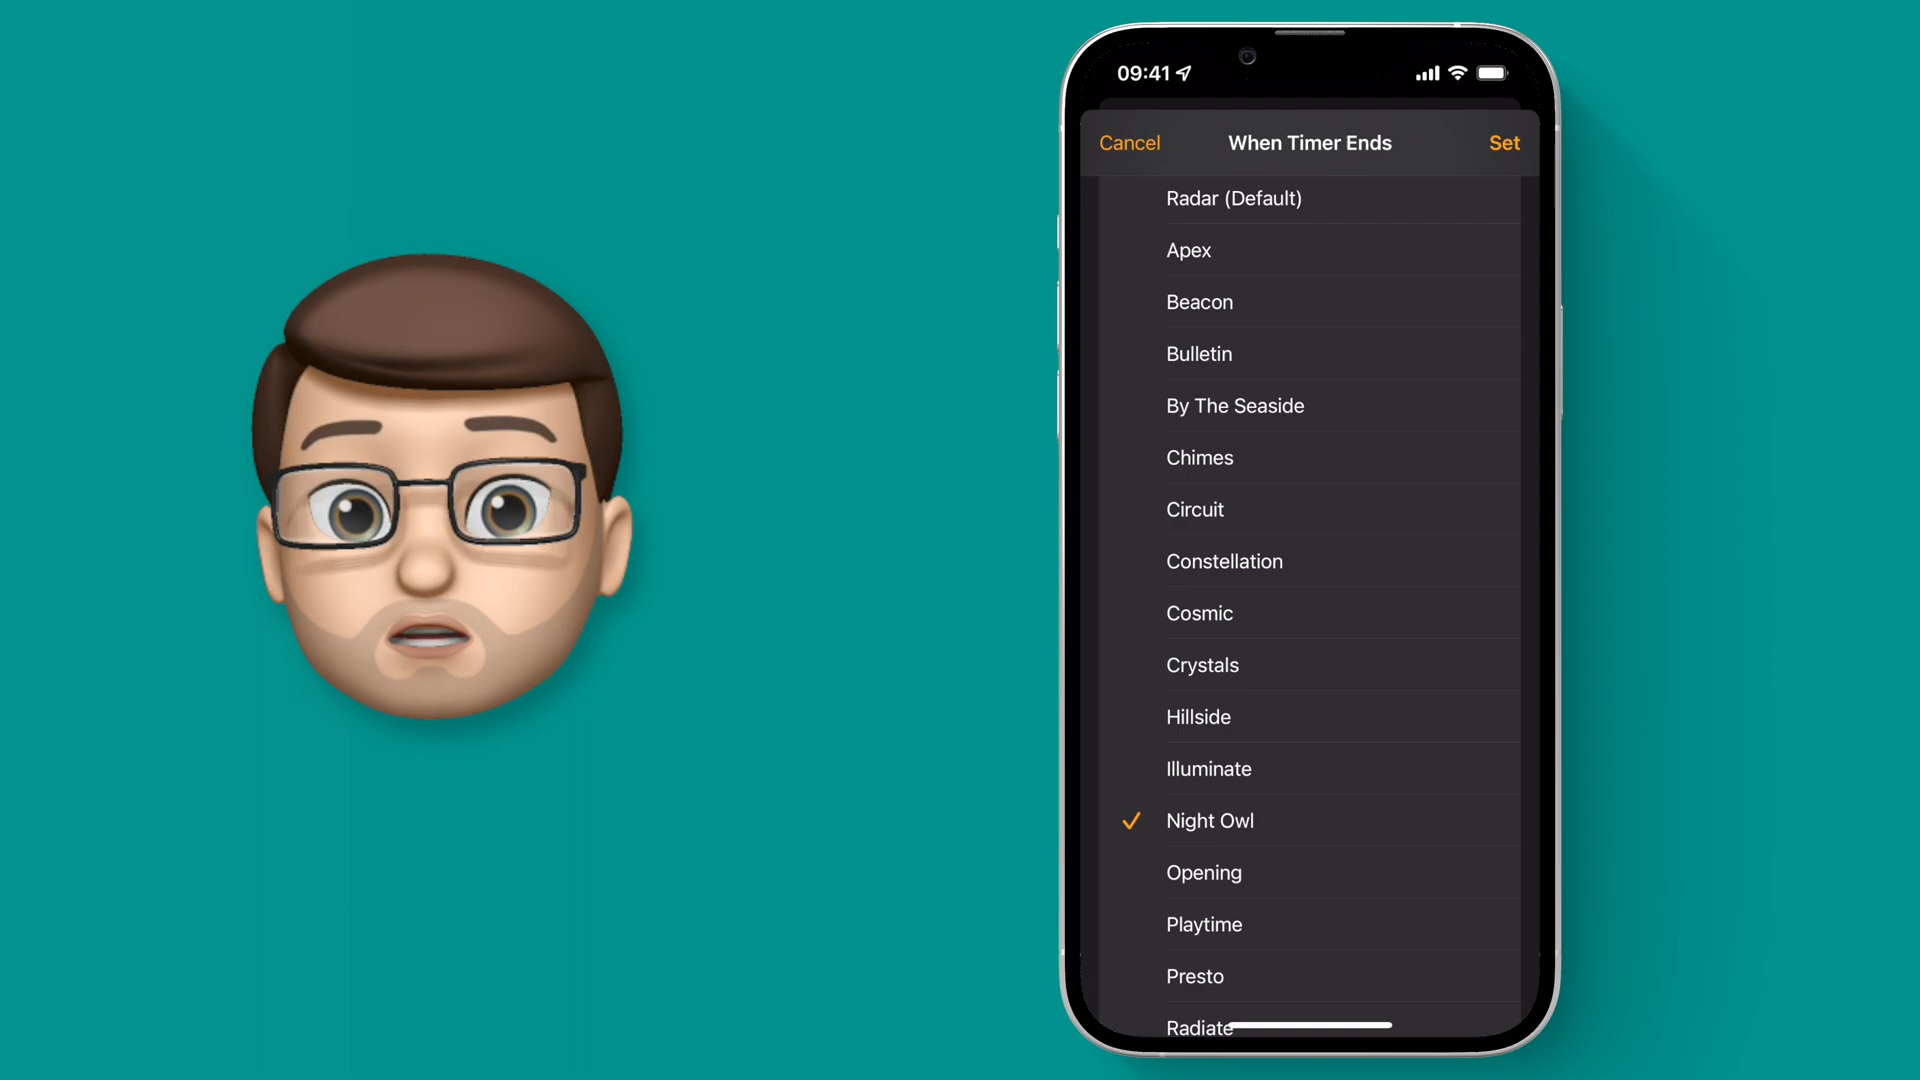 09:41
Cancel When Timer Ends Set
Radar (Default)
Apex
Beacon
Bulletin
By The Seaside
Chimes
Circuit
Constellation
Cosmic
Crystals
Hillside
Illuminate
Night Owl
Opening
Playtime
Presto
Radiate